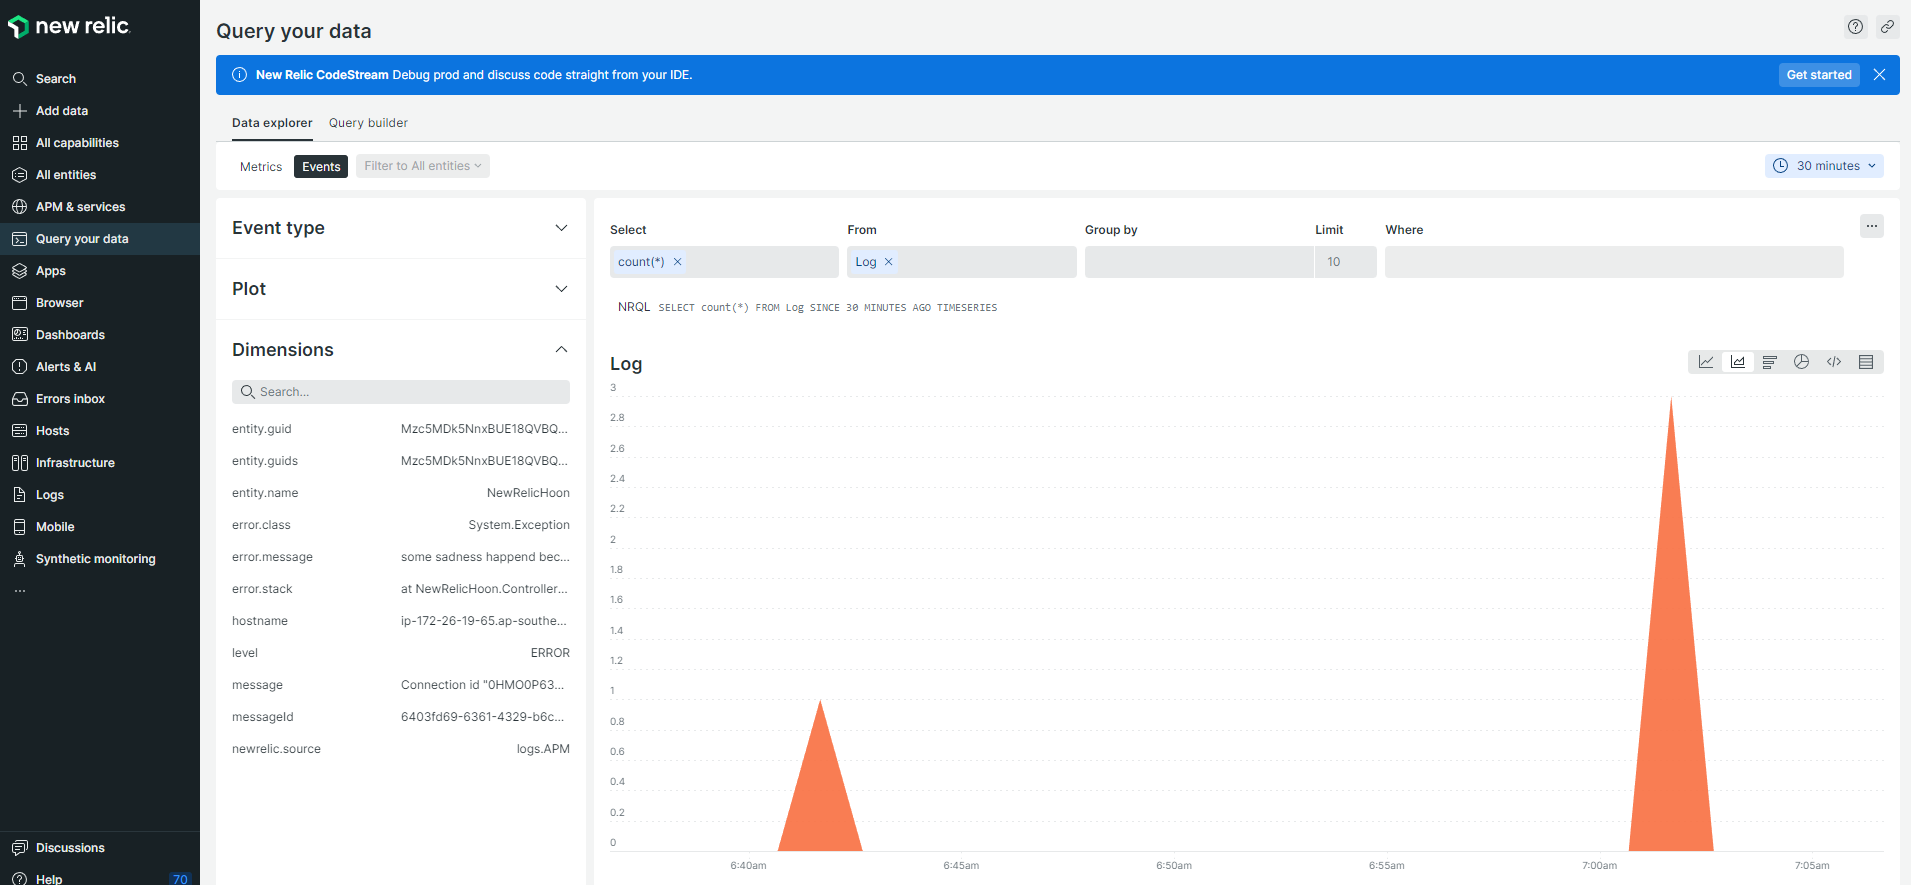 new relic
Search
Add data
All capabilities
All entities
APM & services
Query your data
Apps
Browser
Dashboards
Alerts & AI
Errors inbox
Hosts
Infrastructure
Logs
Mobile
Synthetic monitoring
...
Discussions
Help 70
Query your data
New Relic CodeStream Debug prod and discuss code straight from your IDE.
Get started
Data explorer Query builder
Metrics Events Filter to All entities
30 minutes
Event type
Plot
Dimensions
Search...
entity.guid Mzc5MDk5NnxBUE18QVBQ...
entity.guids Mzc5MDk5NnxBUE18QVBQ...
entity.name NewRelicHoon
error.class System.Exception
error.message some sadness happend bec...
error.stack at NewRelicHoon.Controller...
hostname ip-172-26-19-65.ap-southe...
level ERROR
message Connection id "0HMO0P63...
messageId 6403fd69-6361-4329-b6c...
newrelic.source logs.APM
Select From Group by Limit Where
count(*) Log 10
...
NRQL SELECT count(*) FROM Log SINCE 30 MINUTES AGO TIMESERIES
Log
3
2.8
2.6
2.4
2.2
2
1.8
1.6
1.4
1.2
1
0.8
0.6
0.4
0.2
0
6:40am 6:45am 6:50am 6:55am 7:00am 7:05am